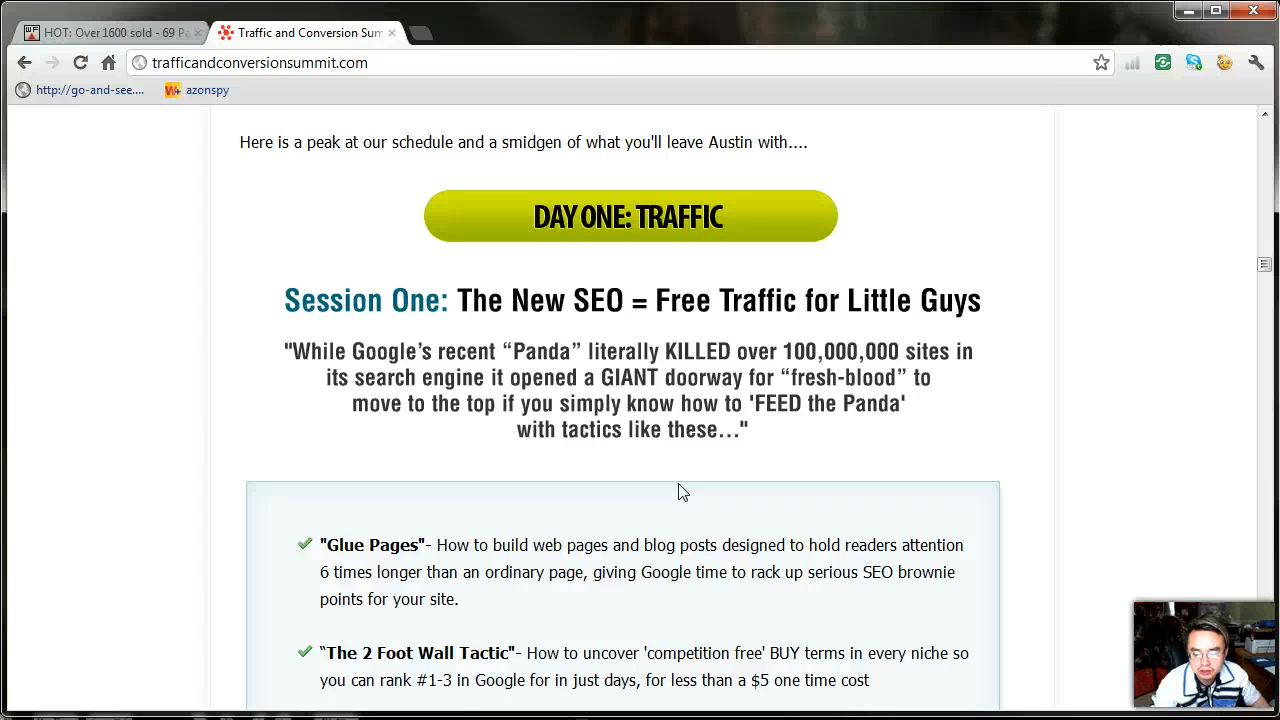 HOT: Over 1600 sold - 69 Pa
Traffic and Conversion Sum
trafficandconversionsummit.com
http://go-and-see....
azonspy
Here is a peak at our schedule and a smidgen of what you'll leave Austin with....
DAY ONE: TRAFFIC
Session One: The New SEO = Free Traffic for Little Guys
"While Google’s recent “Panda” literally KILLED over 100,000,000 sites in
its search engine it opened a GIANT doorway for “fresh-blood” to
move to the top if you simply know how to 'FEED the Panda'
with tactics like these…"
"Glue Pages"- How to build web pages and blog posts designed to hold readers attention
6 times longer than an ordinary page, giving Google time to rack up serious SEO brownie
points for your site.
“The 2 Foot Wall Tactic"- How to uncover 'competition free' BUY terms in every niche so
you can rank #1-3 in Google for in just days, for less than a $5 one time cost